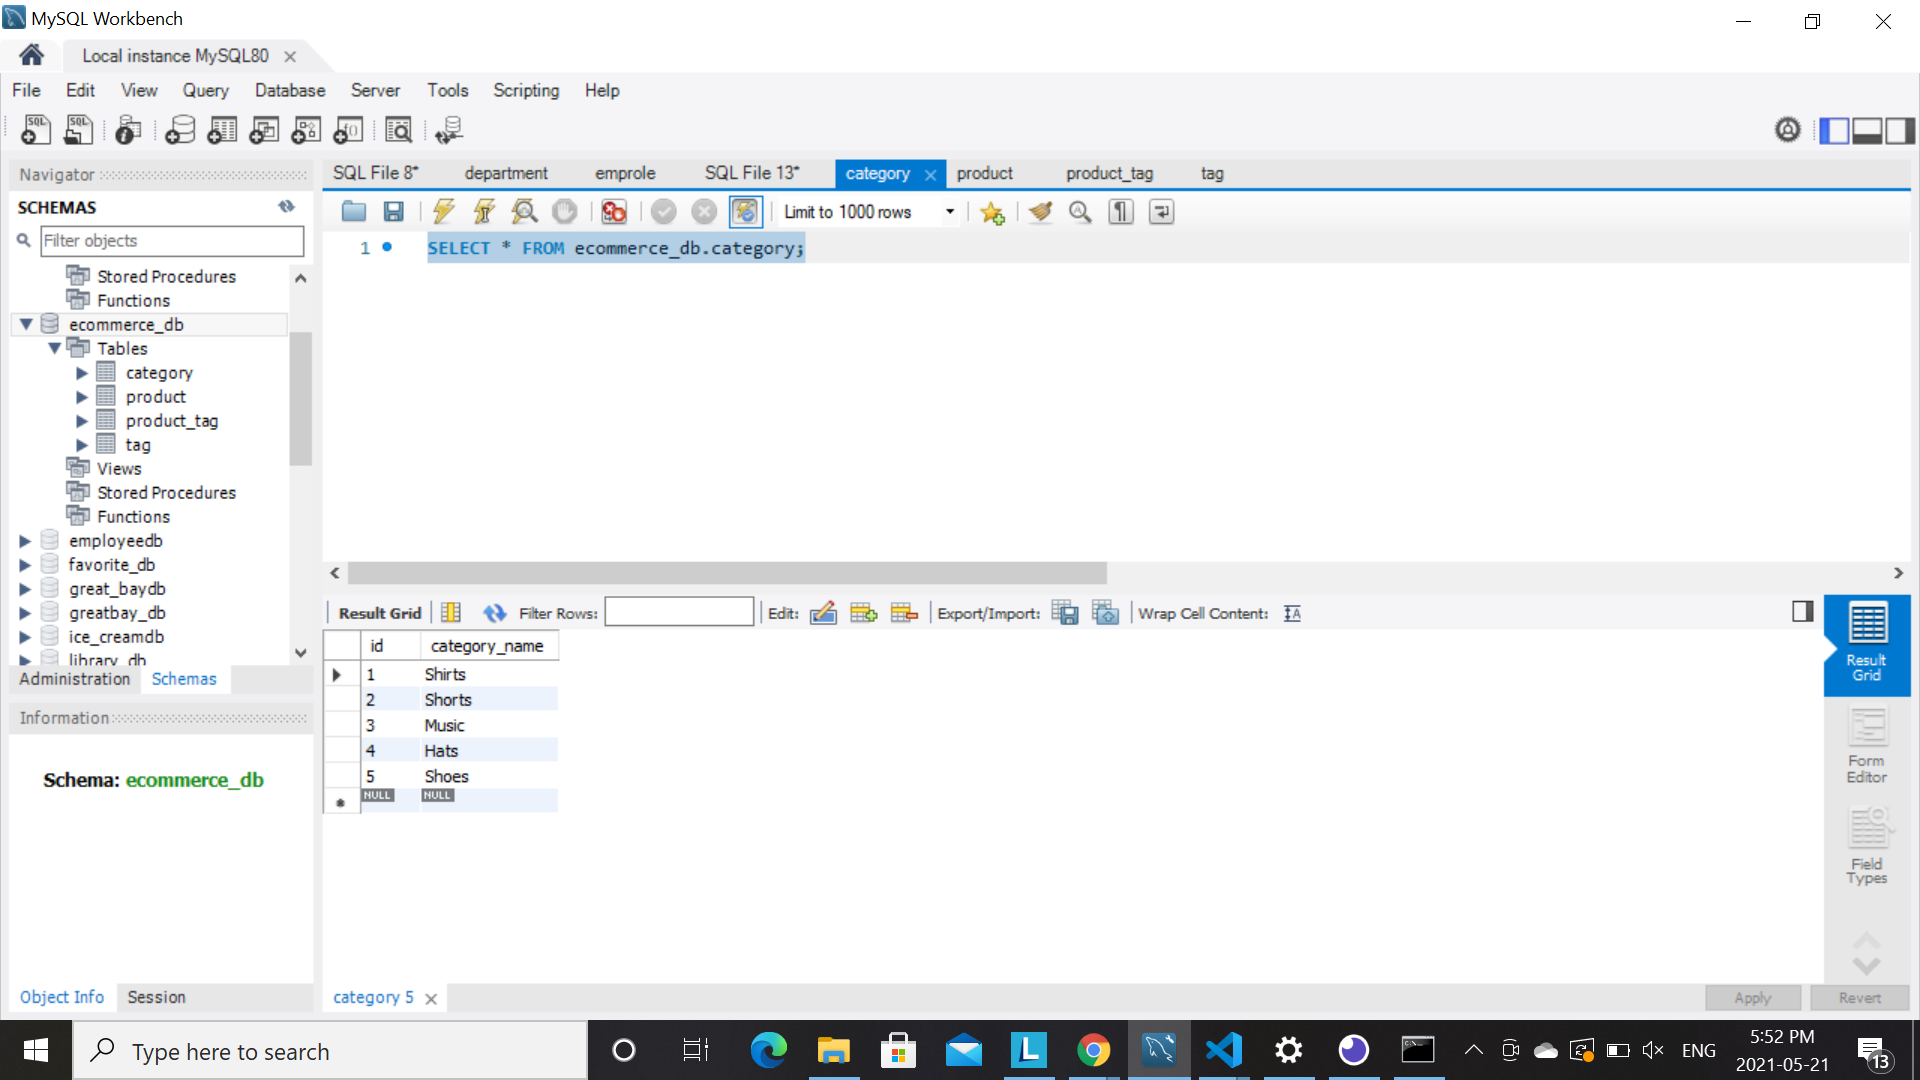 MySQL Workbench
Local instance MySQL80
File Edit View Query Database Server Tools Scripting Help
Navigator
SCHEMAS
Filter objects
Stored Procedures
Functions
ecommerce_db
Tables
category
product
product_tag
tag
Views
Stored Procedures
Functions
employeedb
favorite_db
great_baydb
greatbay_db
ice_creamdb
library_db
Administration Schemas
Information
Schema: ecommerce_db
Object Info Session
SQL File 8* department emprole SQL File 13* category product product_tag tag
Limit to 1000 rows
1 SELECT * FROM ecommerce_db.category;
Result Grid Filter Rows: Edit: Export/Import: Wrap Cell Content:
id category_name
1 Shirts
2 Shorts
3 Music
4 Hats
5 Shoes
NULL NULL
Result
Grid
Form
Editor
Field
Types
category 5
Apply Revert
Type here to search
ENG
5:52 PM
2021-05-21
13